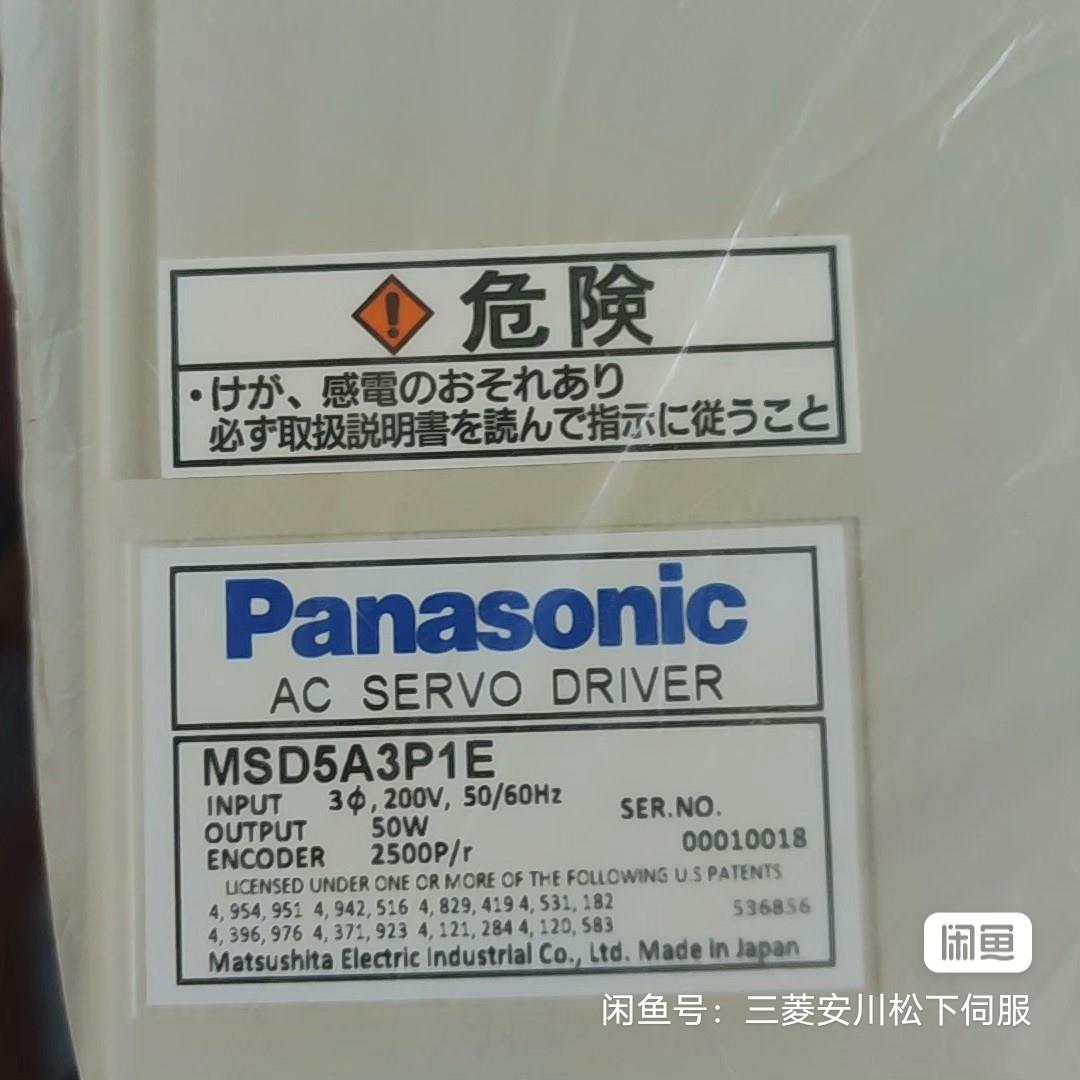 危険
・けが、感電のおそれあり
必ず取扱説明書を読んで指示に従うこと
Panasonic
AC SERVO DRIVER
MSD5A3P1E
INPUT 3ϕ, 200V, 50/60Hz
SER.NO.
OUTPUT 50W
00010018
ENCODER 2500P/r
LICENSED UNDER ONE OR MORE OF THE FOLLOWING U.S PATENTS
4, 954, 951 4, 942, 516 4, 829, 419 4, 531, 182
536856
4, 396, 976 4, 371, 923 4, 121, 284 4, 120, 583
Matsushita Electric Industrial Co., Ltd. Made in Japan
闲鱼
闲鱼号：三菱安川松下伺服